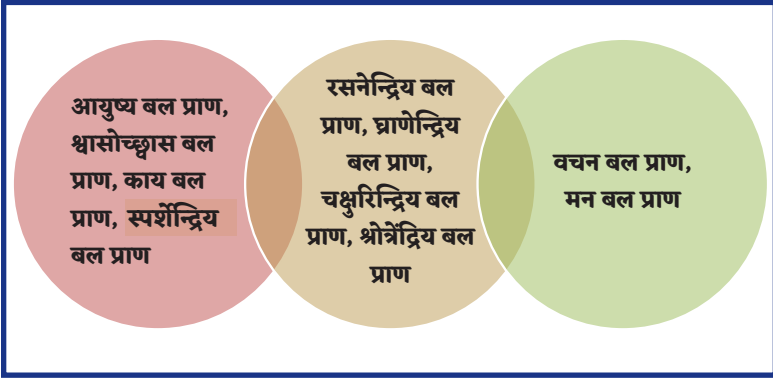 आयुष्य बल प्राण,
श्वासोच्छ्वास बल
प्राण, काय बल
प्राण, स्पर्शेन्द्रिय
बल प्राण
रसनेन्द्रिय बल
प्राण, घ्राणेन्द्रिय
बल प्राण,
चक्षुरिन्द्रिय बल
प्राण, श्रोत्रेंद्रिय बल
प्राण
वचन बल प्राण,
मन बल प्राण